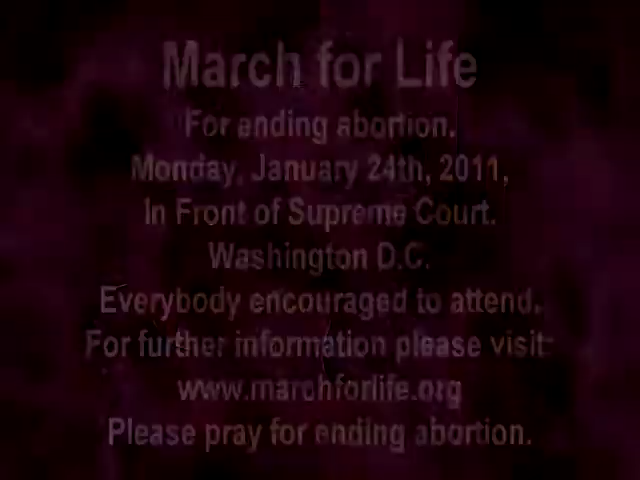 March for Life
For ending abortion.
Monday, January 24th, 2011,
In Front of Supreme Court.
Washington D.C.
Everybody encouraged to attend.
For further information please visit:
www.marchforlife.org
Please pray for ending abortion.